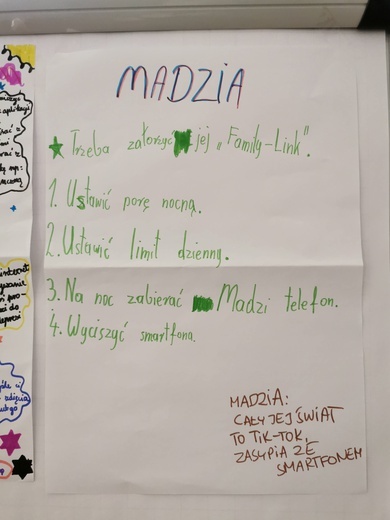 MADZIA
Trzeba założyć jej „Family-Link".
1. Ustawić porę nocną.
2. Ustawić limit dzienny.
3. Na noc zabierać Madzi telefon.
4. Wyciszyć smartfona.
MADZIA:
CAŁY JEJ ŚWIAT
TO TIK-TOK,
ZASYPIA ZE
SMARTFONEM